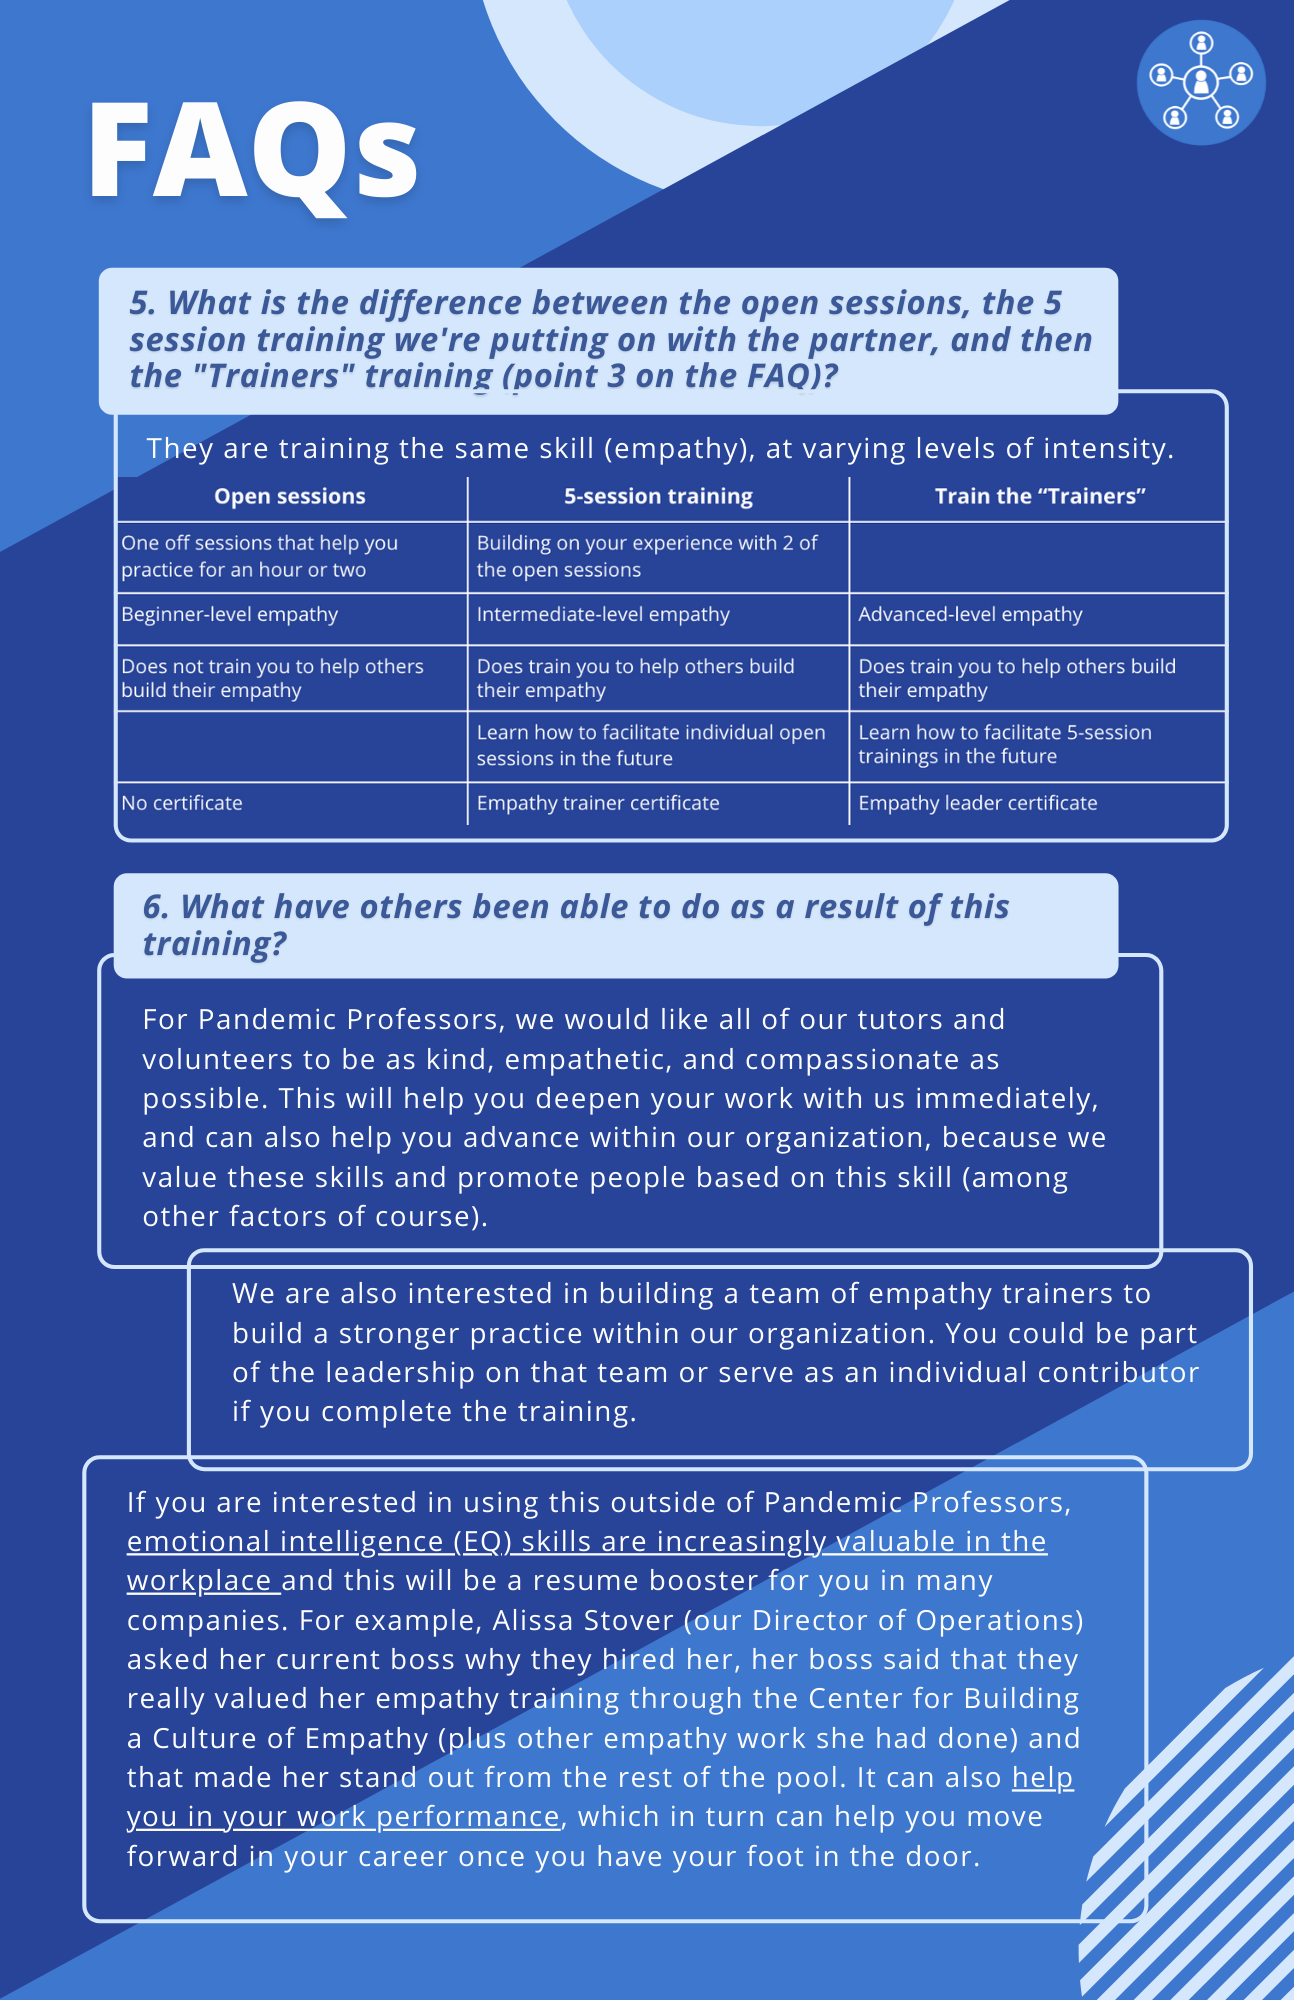 FAQs
5. What is the difference between the open sessions, the 5
session training we're putting on with the partner, and then
the "Trainers" training (point 3 on the FAQ)?
They are training the same skill (empathy), at varying levels of intensity.
Open sessions 5-session training Train the “Trainers”
One off sessions that help you
practice for an hour or two
Building on your experience with 2 of
the open sessions
Beginner-level empathy Intermediate-level empathy Advanced-level empathy
Does not train you to help others
build their empathy
Does train you to help others build
their empathy
Does train you to help others build
their empathy
Learn how to facilitate individual open
sessions in the future
Learn how to facilitate 5-session
trainings in the future
No certificate Empathy trainer certificate Empathy leader certificate
6. What have others been able to do as a result of this
training?
For Pandemic Professors, we would like all of our tutors and
volunteers to be as kind, empathetic, and compassionate as
possible. This will help you deepen your work with us immediately,
and can also help you advance within our organization, because we
value these skills and promote people based on this skill (among
other factors of course).
We are also interested in building a team of empathy trainers to
build a stronger practice within our organization. You could be part
of the leadership on that team or serve as an individual contributor
if you complete the training.
If you are interested in using this outside of Pandemic Professors,
emotional intelligence (EQ) skills are increasingly valuable in the
workplace and this will be a resume booster for you in many
companies. For example, Alissa Stover (our Director of Operations)
asked her current boss why they hired her, her boss said that they
really valued her empathy training through the Center for Building
a Culture of Empathy (plus other empathy work she had done) and
that made her stand out from the rest of the pool. It can also help
you in your work performance, which in turn can help you move
forward in your career once you have your foot in the door.